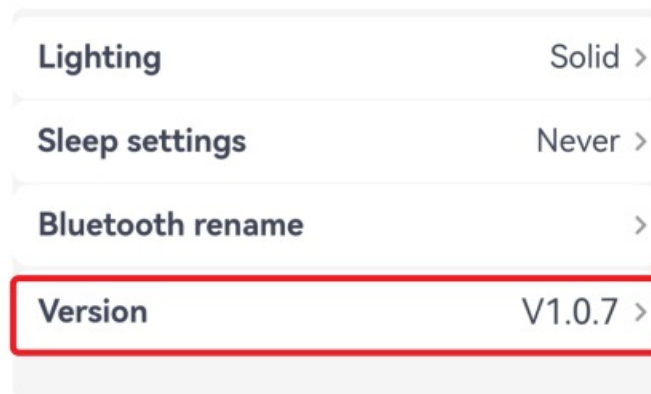 Lighting Solid >
Sleep settings Never >
Bluetooth rename >
Version V1.0.7 >